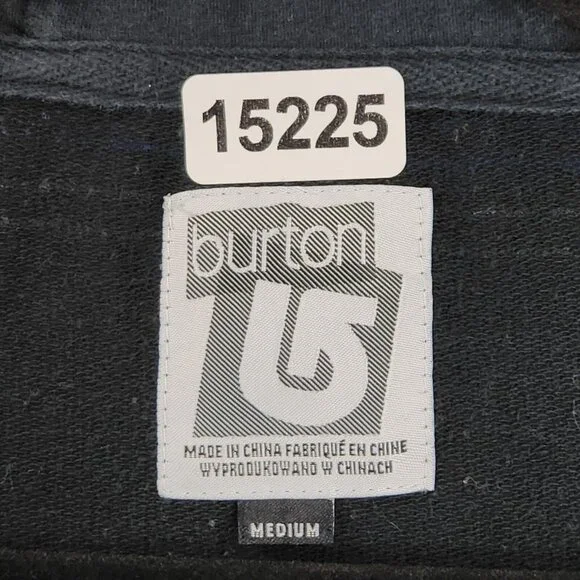 15225
burton
MADE IN CHINA FABRIQUÉ EN CHINE
WYPRODUKOWANO W CHINACH
MEDIUM